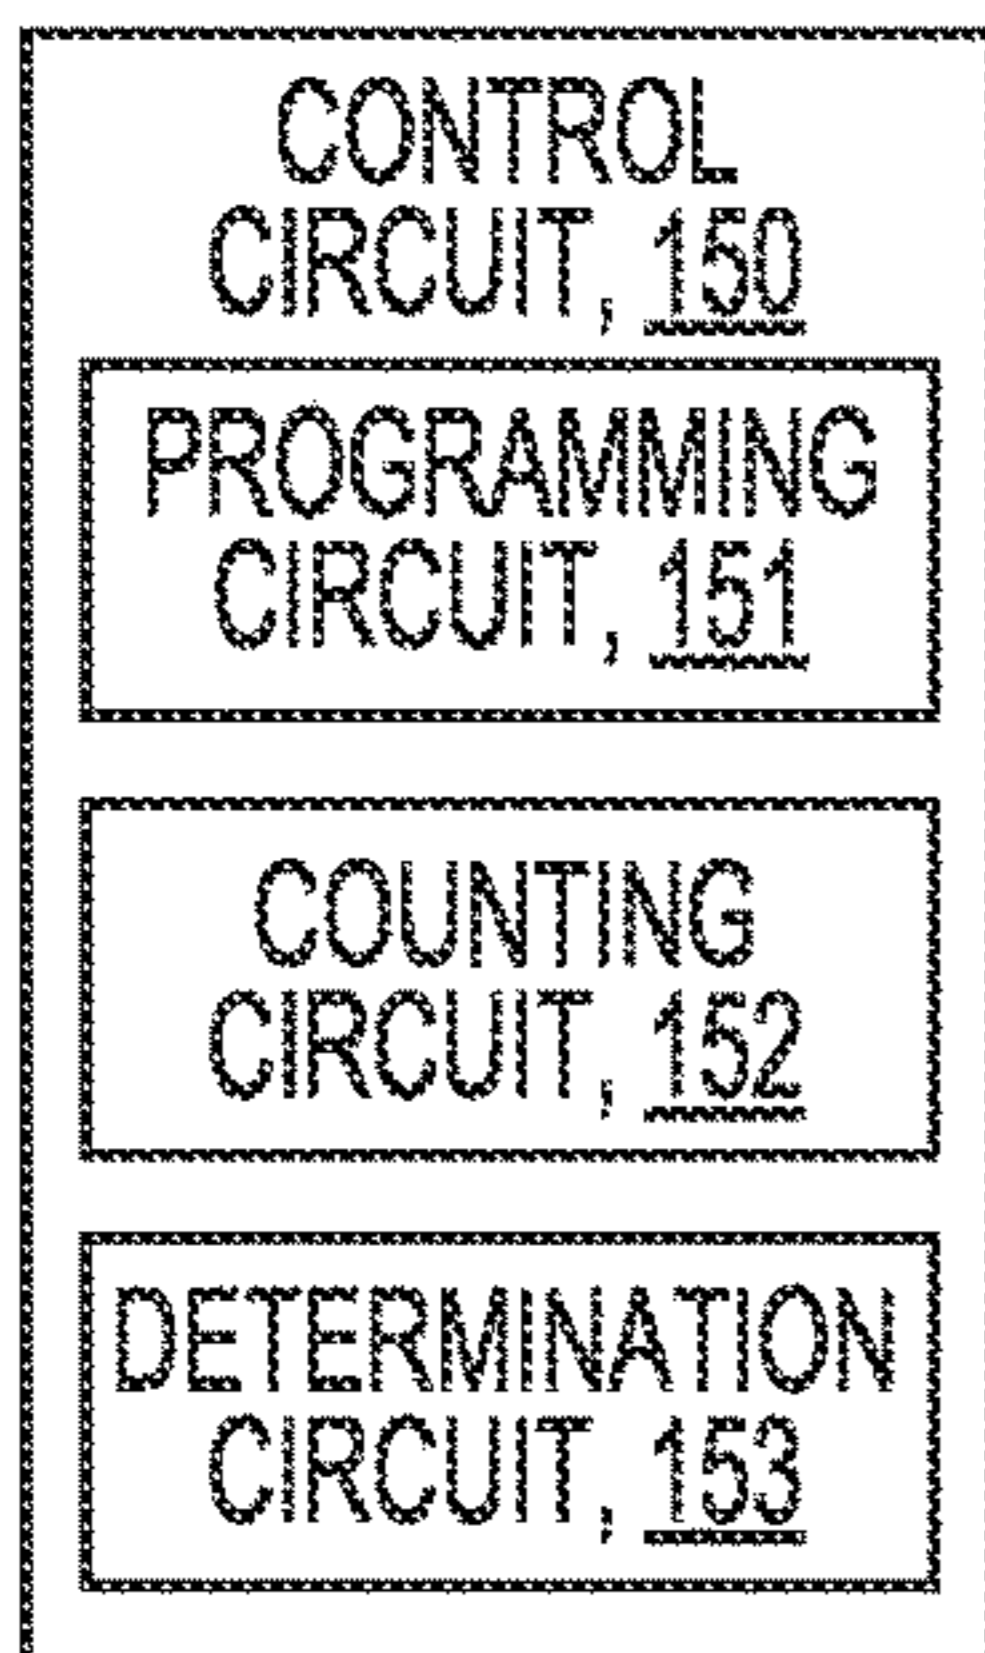 CONTROL
CIRCUIT, 150
PROGRAMMING
CIRCUIT, 151
COUNTING
CIRCUIT, 152
DETERMINATION
CIRCUIT, 153